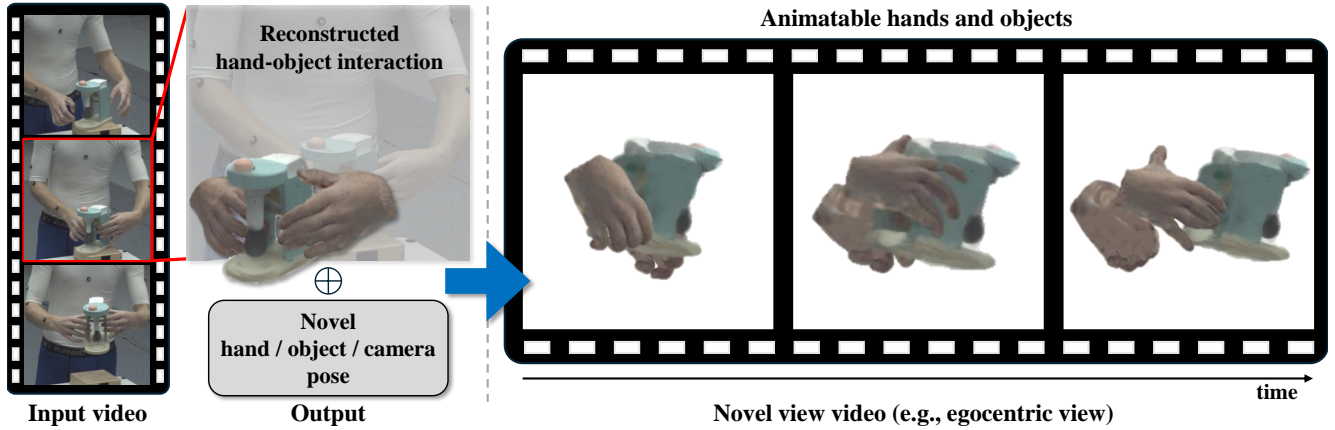 Reconstructed
hand-object interaction
Novel
hand / object / camera
pose
Input video
Output
Animatable hands and objects
time
Novel view video (e.g., egocentric view)